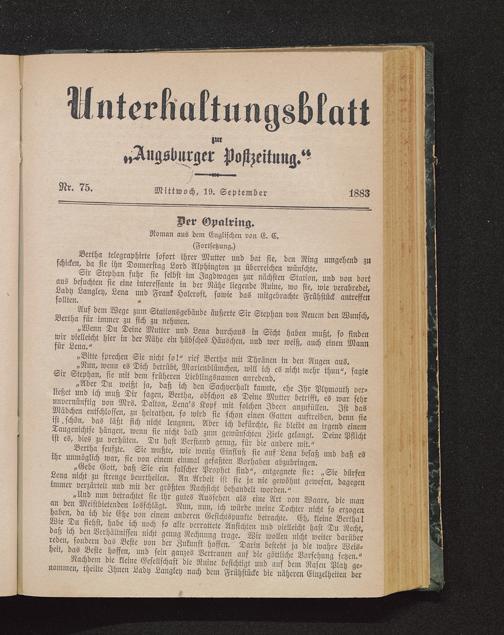 Unterhaltungsblatt
zur
„Augsburger Postzeitung."
Nr. 75.
Mittwoch, 19. September
1883
Der Opalring.
Roman aus dem Englischen von E. C.
(Fortsetzung.)
Bertha telegraphirte sofort ihrer Mutter und bat sie, den Ring umgehend zu
schicken, da sie ihn Donnerstag Lord Alphington zu überreichen wünschte.
Sir Stephan fuhr sie selbst im Jagdwagen zur nächsten Station, und von dort
aus besuchten sie eine interessante in der Nähe liegende Ruine, wo sie, wie verabredet,
Lady Langley, Lena und Frank Holcroft, sowie das mitgebrachte Frühstück antreffen
sollten.
Auf dem Wege zum Stationsgebäude äußerte Sir Stephan von Neuem den Wunsch,
Bertha für immer zu sich zu nehmen.
„Wenn Du Deine Mutter und Lena durchaus in Sicht haben mußt, so finden
wir vielleicht hier in der Nähe ein hübsches Häuschen, und wer weiß, auch einen Mann
für Lena."
„Bitte sprechen Sie nicht so!" rief Bertha mit Thränen in den Augen aus.
„Nun, wenn es Dich betrübt, Marienblümchen, will ich es nicht mehr thun", sagte
Sir Stephan, sie mit dem früheren Lieblingsnamen anredend.
„Aber Du weißt ja, daß ich den Sachverhalt kannte, ehe Ihr Plymouth ver-
ließet und ich muß Dir sagen, Bertha, obschon es Deine Mutter betrifft, es war sehr
unvernünftig von Mrs. Dalton, Lena's Kopf mit solchen Ideen anzufüllen. Ist das
Mädchen entschlossen, zu heirathen, so wird sie schon einen Gatten auftreiben, denn sie
ist schön, das läßt sich nicht leugnen. Aber ich befürchte, sie bleibt an irgend einem
Taugenichtse hängen, wenn sie nicht bald zum gewünschten Ziele gelangt. Deine Pflicht
ist es, dies zu verhüten. Du hast Verstand genug, für die andere mit."
Bertha seufzte. Sie wußte, wie wenig Einfluß sie auf Lena besaß und daß es
ihr unmöglich war, sie von einem einmal gefaßten Vorhaben abzubringen.
„Gebe Gott, daß Sie ein falscher Prophet sind", entgegnete sie; „Sie dürfen
Lena nicht zu strenge beurtheilen. An Arbeit ist sie ja nie gewöhnt gewesen, dagegen
immer verzärtelt und mit der größten Nachsicht behandelt worden."
„Und nun betrachtet sie ihr gutes Aussehen als eine Art von Waare, die man
an den Meistbietenden losschlägt. Nun, nun, ich würde meine Tochter nicht so erzogen
haben, da ich die Ehe von einem anderen Gesichtspunkte betrachte. Eh, kleine Bertha!
Wie Du siehst, habe ich noch so alte verrottete Ansichten und vielleicht hast Du Recht,
daß ich den Verhältnissen nicht genug Rechnung trage. Wir wollen nicht weiter darüber
reden, sondern das Beste von der Zukunft hoffen. Darin besteht ja die wahre Weis-
heit, das Beste hoffen, und sein ganzes Vertrauen auf die göttliche Vorsehung setzen."
Nachdem die kleine Gesellschaft die Ruine besichtigt und auf dem Rasen Platz ge-
nommen, theilte Ihnen Lady Langley nach dem Frühstücke die näheren Einzelheiten der